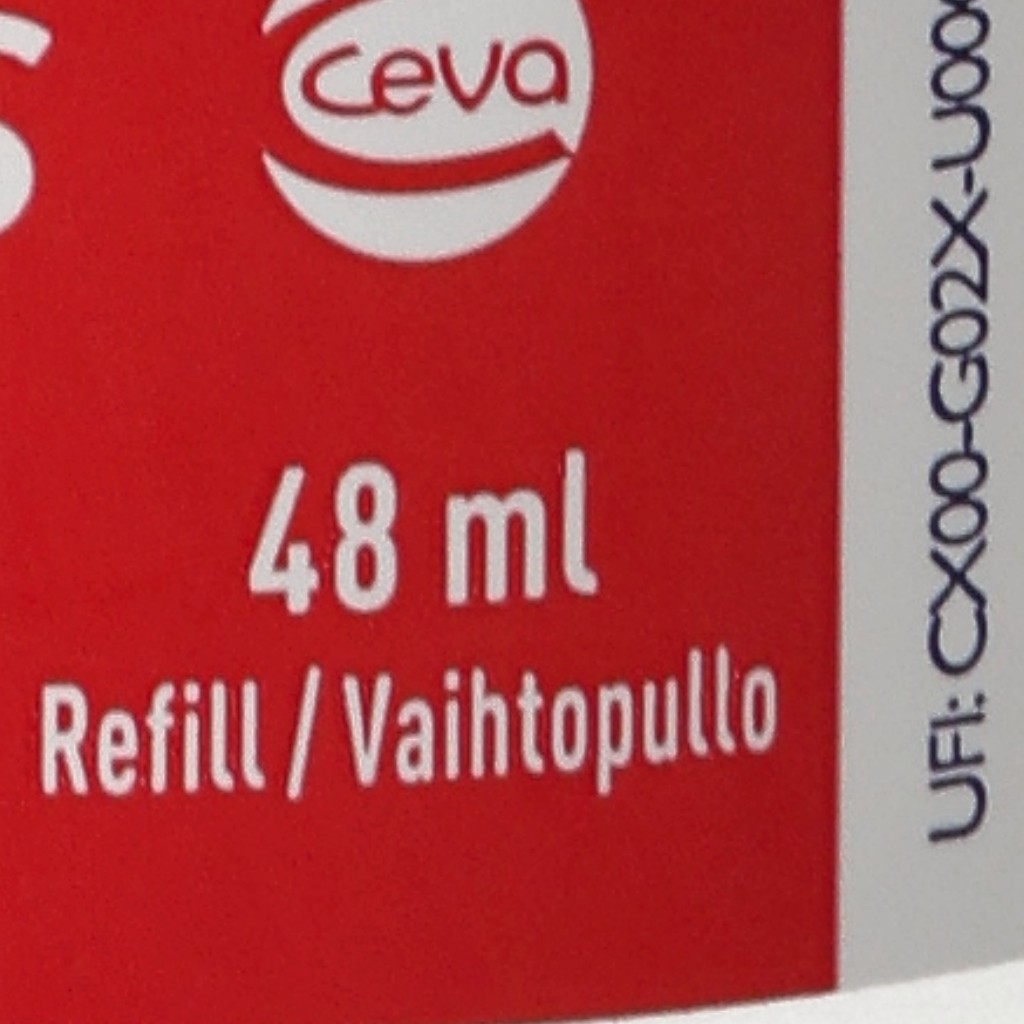 ceva
48 ml
Refill / Vaihtopullo
UFI: CX00-G02X-U00